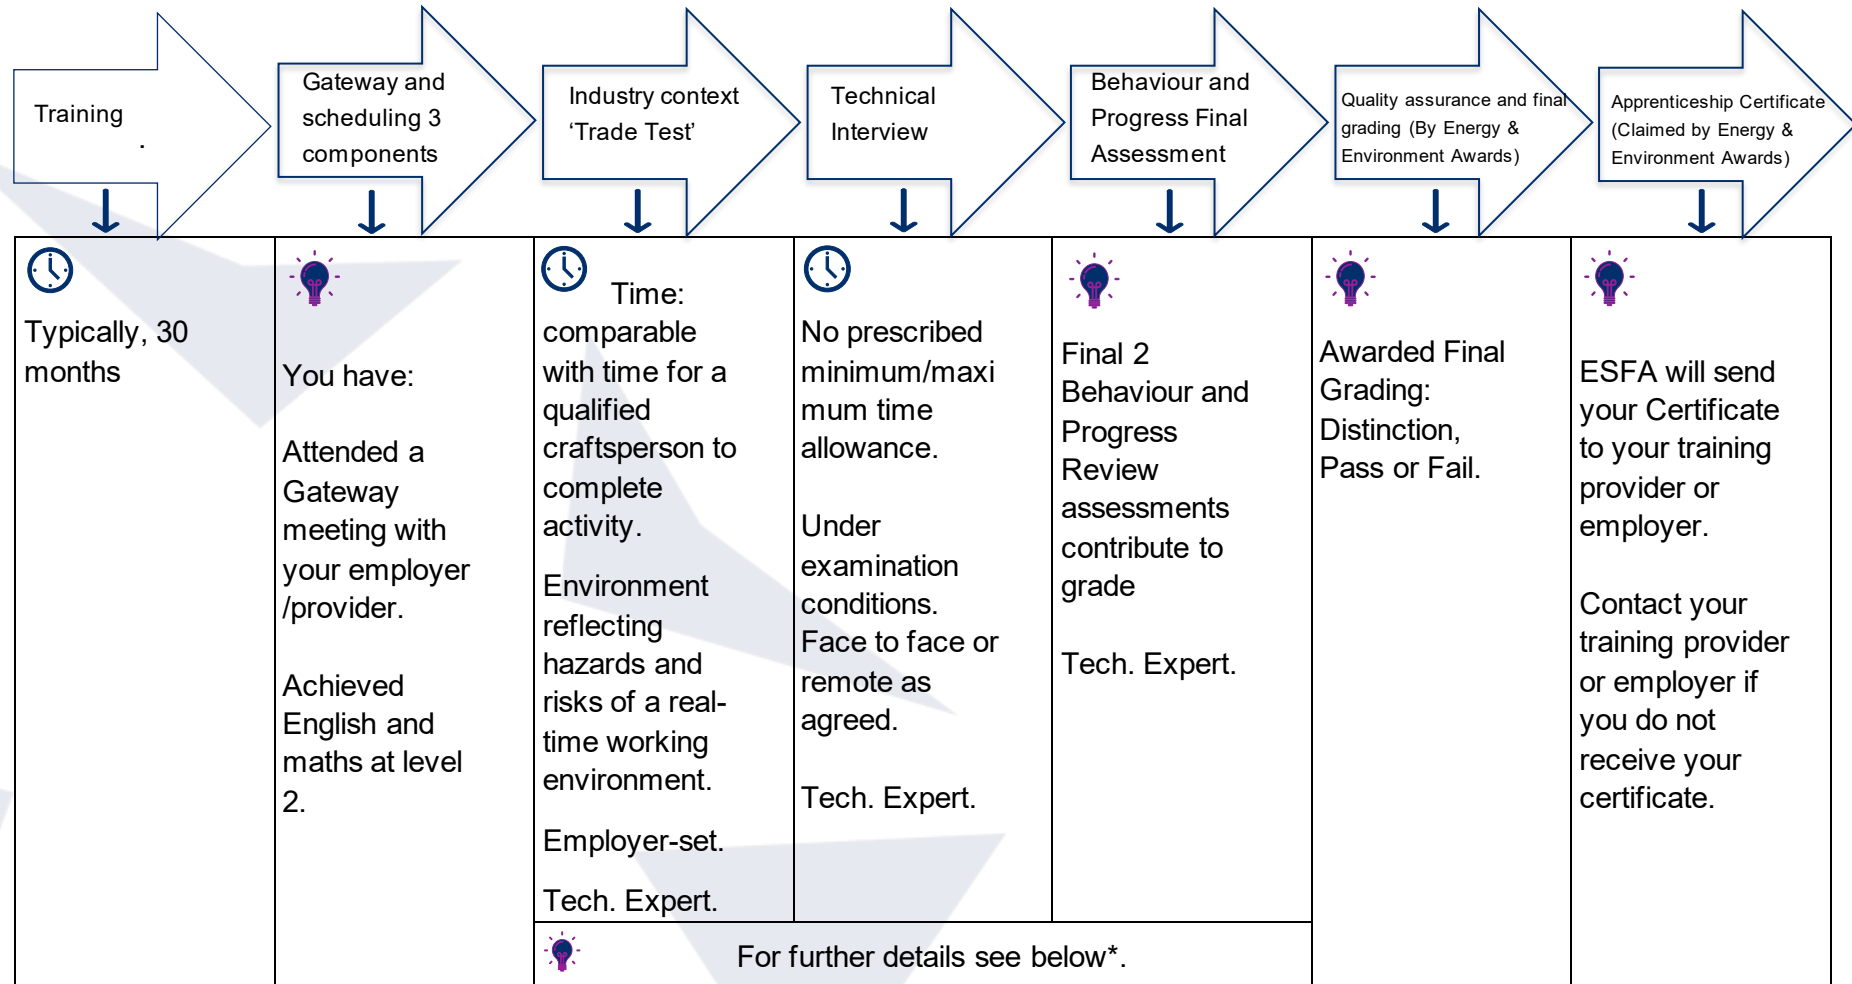 Training
.
Gateway and
scheduling 3
components
Industry context
‘Trade Test’
Technical
Interview
Behaviour and
Progress Final
Assessment
Quality assurance and final
grading (By Energy &
Environment Awards)
Apprenticeship Certificate
(Claimed by Energy &
Environment Awards)
Typically, 30
months
You have:
Attended a
Gateway
meeting with
your employer
/provider.
Achieved
English and
maths at level
2.
Time:
comparable
with time for a
qualified
craftsperson to
complete
activity.
Environment
reflecting
hazards and
risks of a real-
time working
environment.
Employer-set.
Tech. Expert.
No prescribed
minimum/maxi
mum time
allowance.
Under
examination
conditions.
Face to face or
remote as
agreed.
Tech. Expert.
Final 2
Behaviour and
Progress
Review
assessments
contribute to
grade
Tech. Expert.
Awarded Final
Grading:
Distinction,
Pass or Fail.
ESFA will send
your Certificate
to your training
provider or
employer.
Contact your
training provider
or employer if
you do not
receive your
certificate.
For further details see below*.